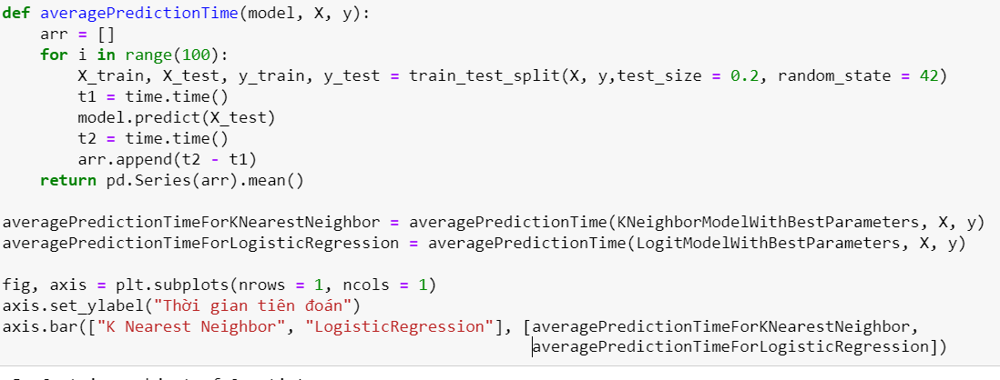 def averagePredictionTime(model, X, y):
    arr = []
    for i in range(100):
        X_train, X_test, y_train, y_test = train_test_split(X, y,test_size = 0.2, random_state = 42)
        t1 = time.time()
        model.predict(X_test)
        t2 = time.time()
        arr.append(t2 - t1)
    return pd.Series(arr).mean()

averagePredictionTimeForKNearestNeighbor = averagePredictionTime(KNeighborModelWithBestParameters, X, y)
averagePredictionTimeForLogisticRegression = averagePredictionTime(LogitModelWithBestParameters, X, y)

fig, axis = plt.subplots(nrows = 1, ncols = 1)
axis.set_ylabel("Thời gian tiên đoán")
axis.bar(["K Nearest Neighbor", "LogisticRegression"], [averagePredictionTimeForKNearestNeighbor,
                                                        averagePredictionTimeForLogisticRegression])